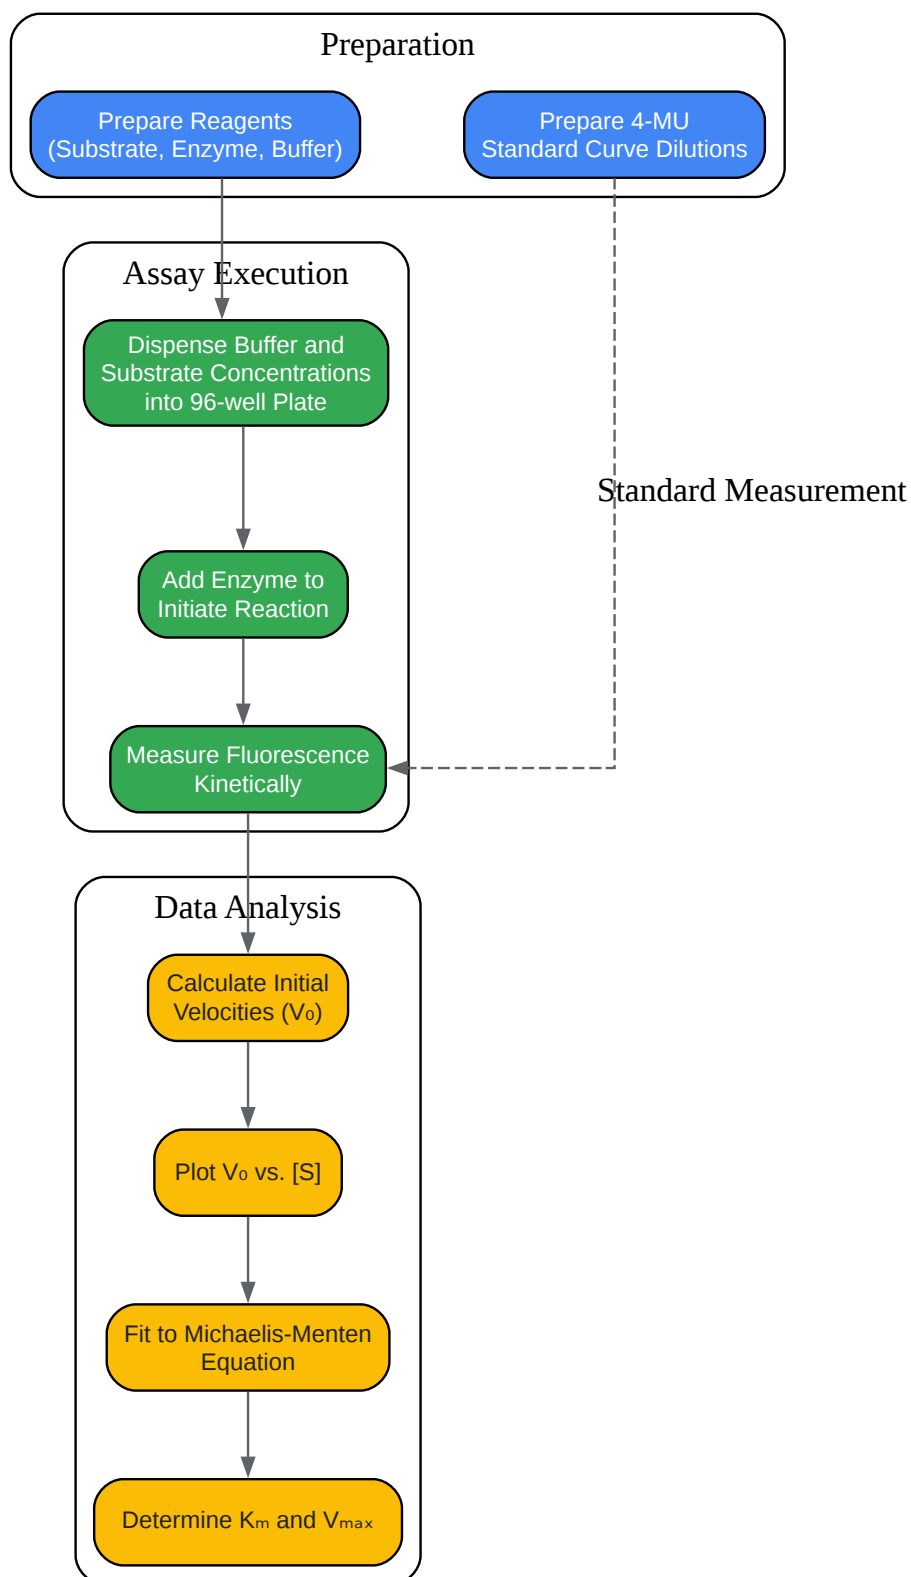 Preparation
Prepare Reagents
(Substrate, Enzyme, Buffer)
Prepare 4-MU
Standard Curve Dilutions
Assay Execution
Dispense Buffer and
Substrate Concentrations
into 96-well Plate
Standard Measurement
Add Enzyme to
Initiate Reaction
Measure Fluorescence
Kinetically
Data Analysis
Calculate Initial
Velocities (V₀)
Plot V₀ vs. [S]
Fit to Michaelis-Menten
Equation
Determine Kₘ and Vₘₐₓ